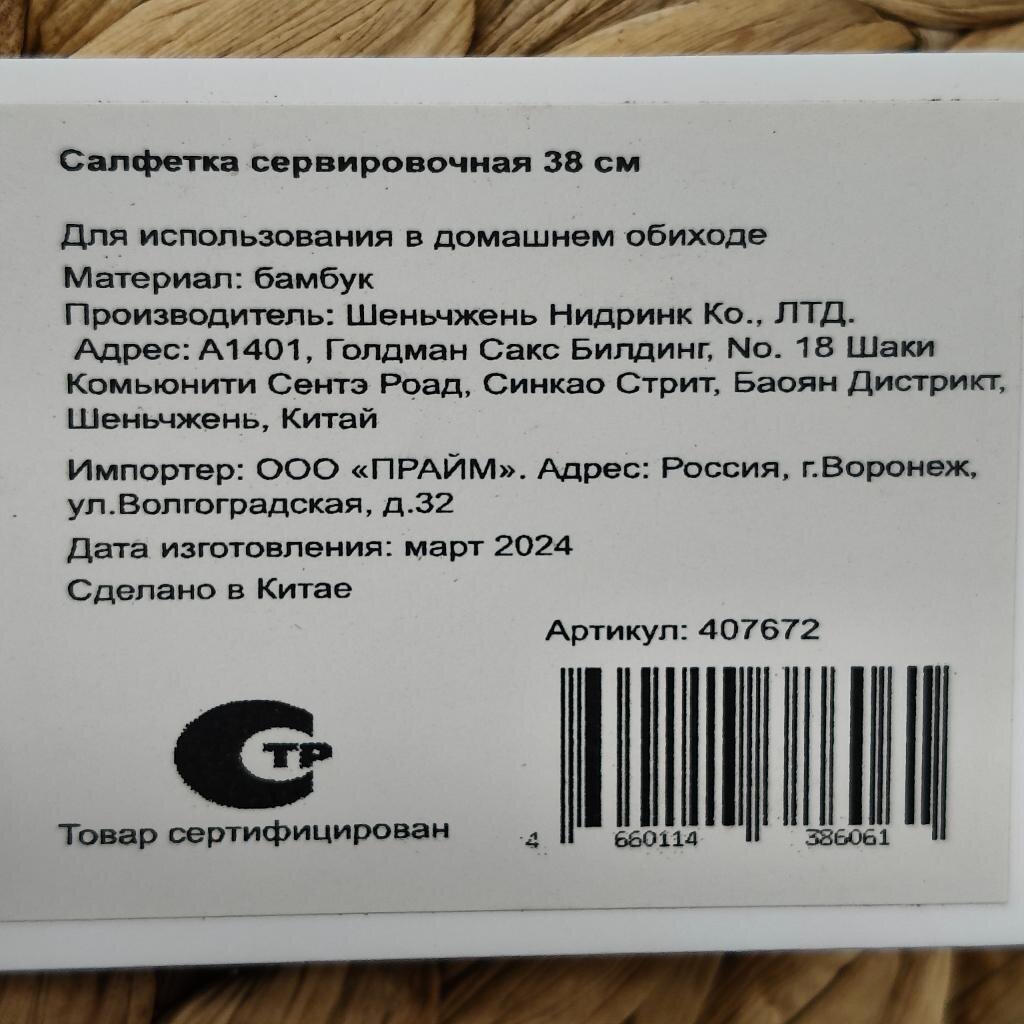 Салфетка сервировочная 38 см
Для использования в домашнем обиходе
Материал: бамбук
Производитель: Шеньчжень Нидринк Ко., ЛТД.
Адрес: А1401, Голдман Сакс Билдинг, No. 18 Шаки
Комьюнити Сентэ Роад, Синкао Стрит, Баоян Дистрикт,
Шеньчжень, Китай
Импортер: ООО «ПРАЙМ». Адрес: Россия, г.Воронеж,
ул.Волгоградская, д.32
Дата изготовления: март 2024
Сделано в Китае
Артикул: 407672
СТР
Товар сертифицирован
4 660114 386061